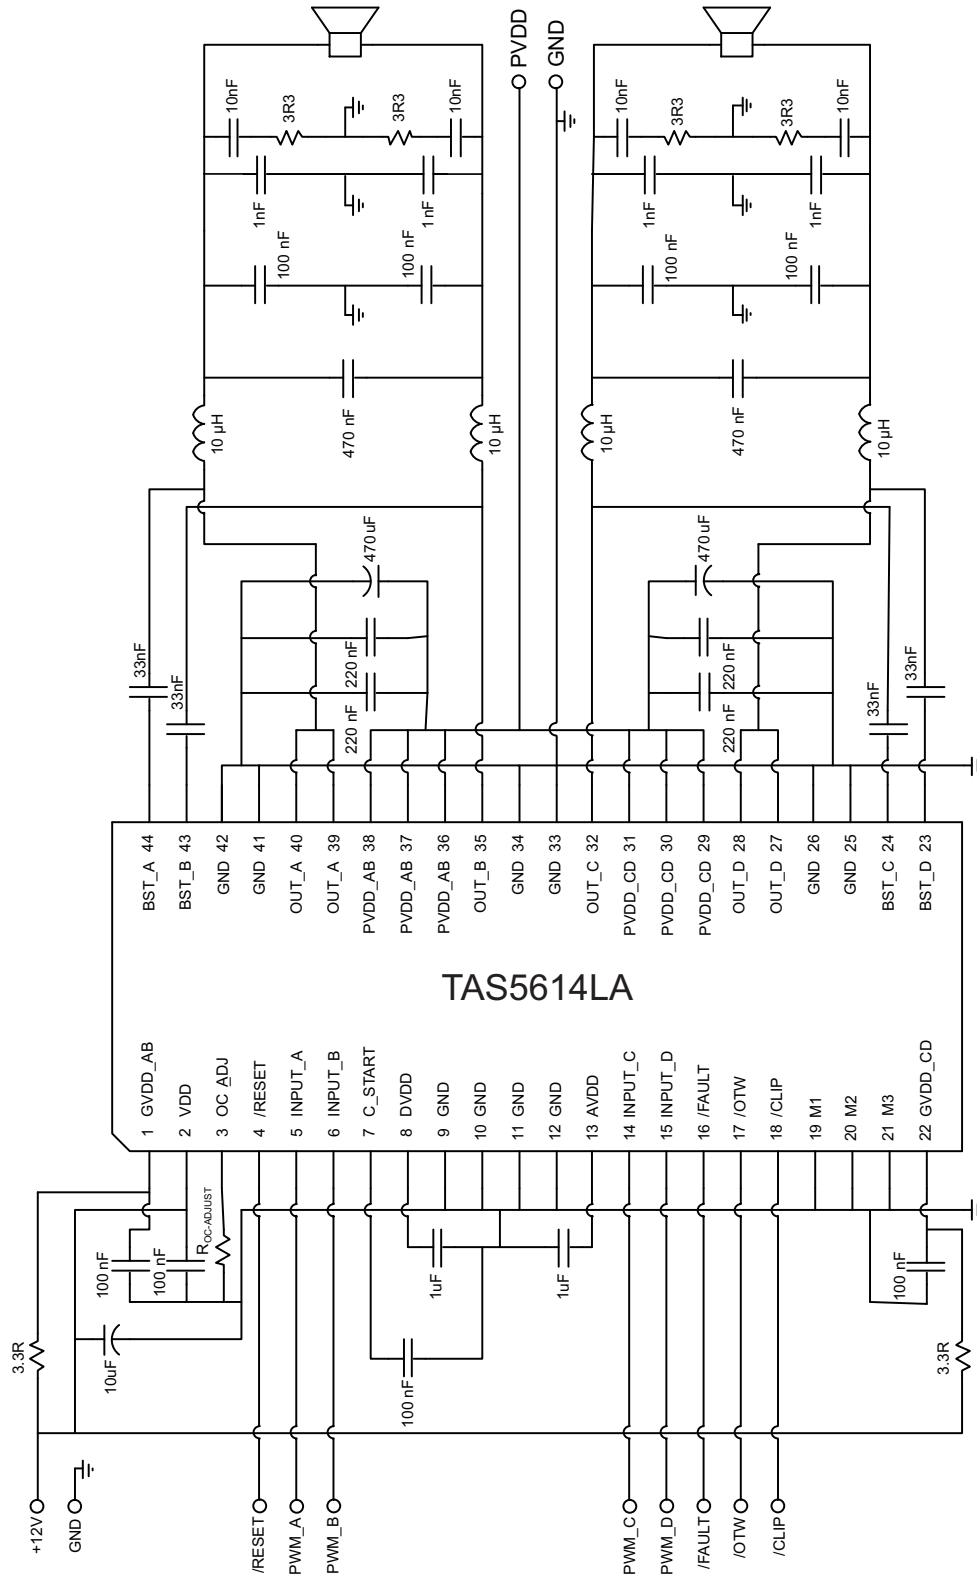 PVDD
GND
10nF
3R3
3R3
10nF
10nF
3R3
3R3
10nF
1nF
1nF
1nF
1nF
100 nF
100 nF
100 nF
100 nF
470 nF
470 nF
10 µH
10 µH
10 µH
10 µH
470uF
470uF
33nF
33nF
220 nF
220 nF
220 nF
220 nF
33nF
33nF
BST_A 44
BST_B 43
GND 42
GND 41
OUT_A 40
OUT_A 39
PVDD_AB 38
PVDD_AB 37
PVDD_AB 36
OUT_B 35
GND 34
GND 33
OUT_C 32
PVDD_CD 31
PVDD_CD 30
PVDD_CD 29
OUT_D 28
OUT_D 27
GND 26
GND 25
BST_C 24
BST_D 23
TAS5614LA
1 GVDD_AB
2 VDD
3 OC_ADJ
4 /RESET
5 INPUT_A
6 INPUT_B
7 C_START
8 DVDD
9 GND
10 GND
11 GND
12 GND
13 AVDD
14 INPUT_C
15 INPUT_D
16 /FAULT
17 /OTW
18 /CLIP
19 M1
20 M2
21 M3
22 GVDD_CD
100 nF
100 nF
ROC-ADJUST
1uF
1uF
100 nF
3.3R
10uF
100 nF
3.3R
+12V
GND
/RESET
PWM_A
PWM_B
PWM_C
PWM_D
/FAULT
/OTW
/CLIP